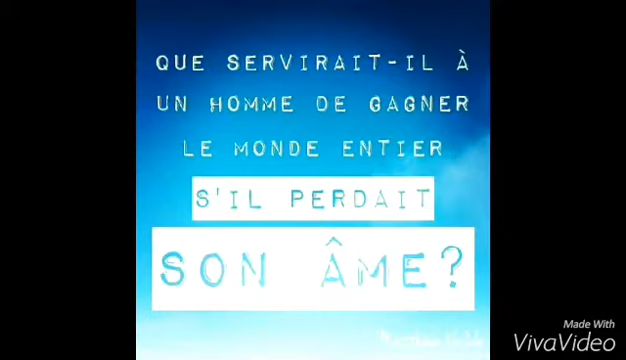 QUE SERVIRAIT-IL À
UN HOMME DE GAGNER
LE MONDE ENTIER
S'IL PERDAIT
SON ÂME?
Made With
VivaVideo